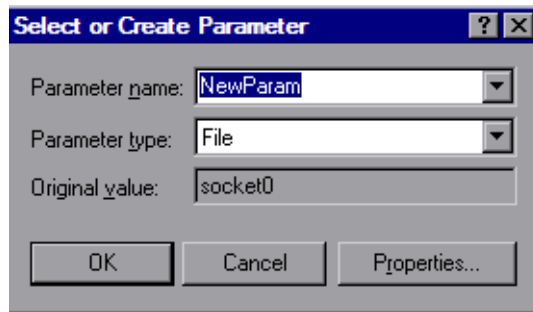 Select or Create Parameter ? X
Parameter name: NewParam
Parameter type: File
Original value: socket0
OK Cancel Properties...